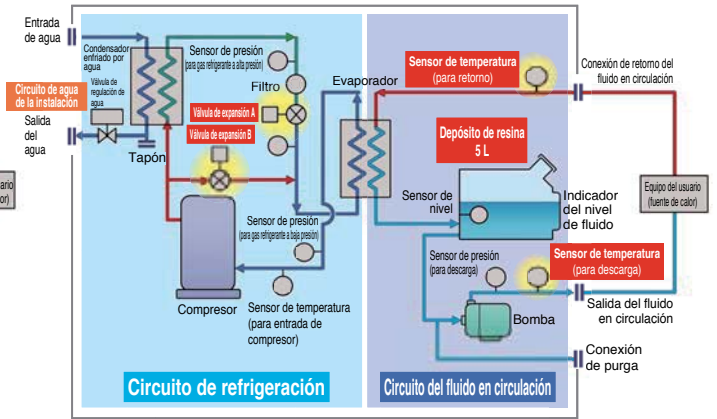 Entrada
de agua
Condensador
enfriado por
agua
Válvula de
regulación de
agua
Circuito de agua
de la instalación
Salida
del
agua
Tapón
Sensor de presión
(para gas refrigerante a alta presión)
Filtro
Válvula de expansión A
Válvula de expansión B
Evaporador
Sensor de presión
(para gas refrigerante a baja presión)
Compresor
Sensor de temperatura
(para entrada de
compresor)
Circuito de refrigeración
Sensor de temperatura
(para retorno)
Conexión de retorno del
fluido en circulación
Depósito de resina
5 L
Sensor de
nivel
Indicador
del nivel
de fluido
Equipo del usuario
(fuente de calor)
Sensor de presión
(para descarga)
Sensor de temperatura
(para descarga)
Salida del fluido
en circulación
Bomba
Conexión
de purga
Circuito del fluido en circulación
ario
or)